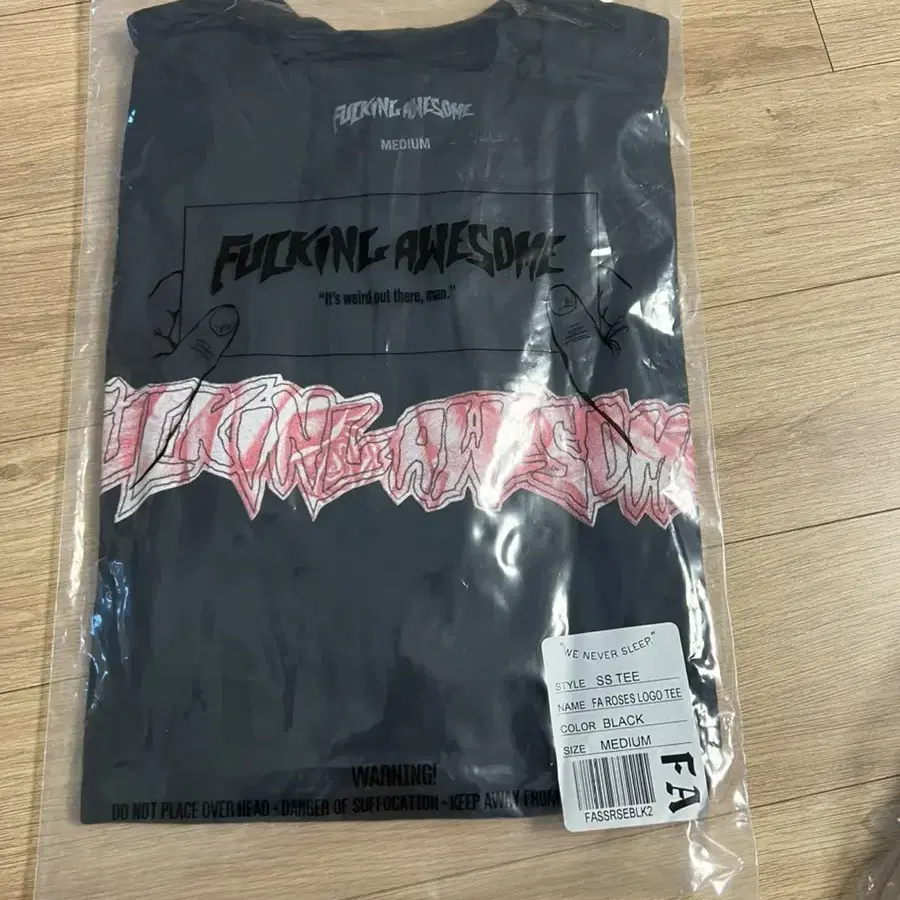 FUCKING AWESOME
MEDIUM
FUCKING AWESOME
"It's weird out there, man."
CKING AWESOM
"WE NEVER SLEEP."
STYLE SS TEE
NAME FA ROSES LOGO TEE
COLOR BLACK
SIZE MEDIUM
FA
FASSRSEBLK2
WARNING!
DO NOT PLACE OVER HEAD • DANGER OF SUFFOCATION • KEEP AWAY FROM